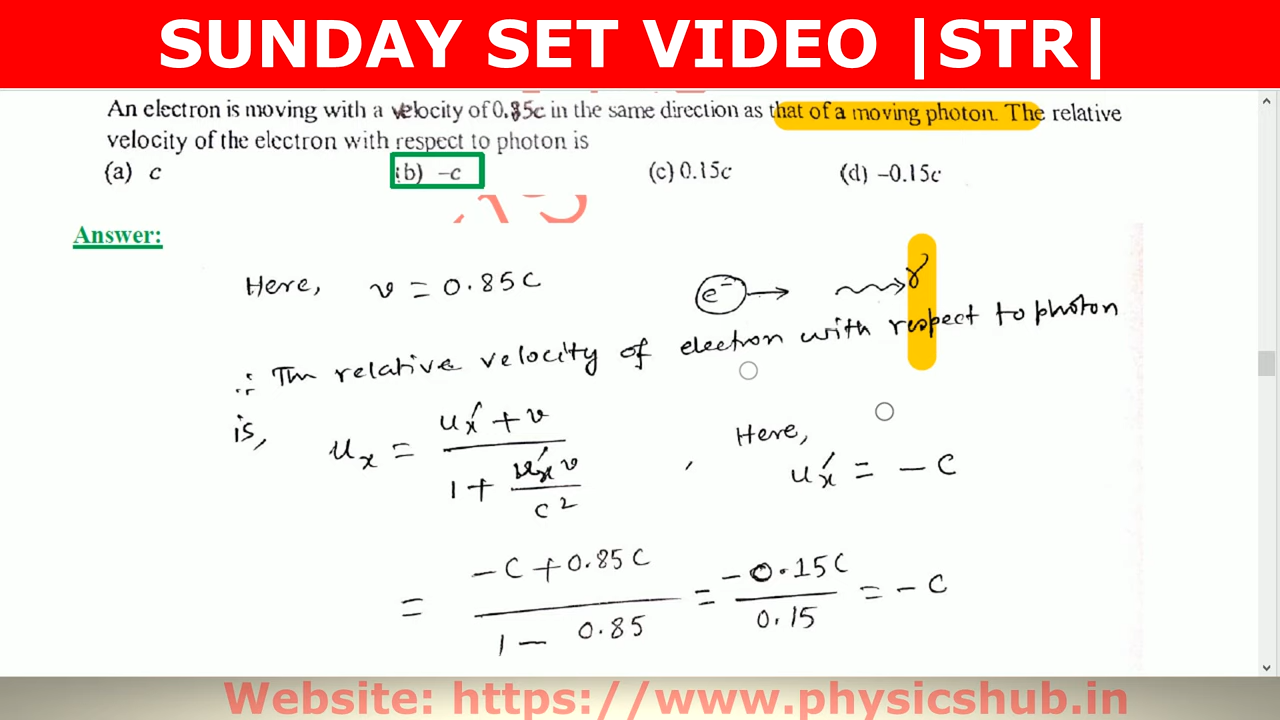 SUNDAY SET VIDEO |STR|
An electron is moving with a velocity of 0.85c in the same direction as that of a moving photon. The relative
velocity of the electron with respect to photon is
(a) c (b) -c (c) 0.15c (d) -0.15c
Answer:
Here, v = 0.85c e⁻ → γ
∴ The relative velocity of electron with respect to photon
is, uₓ = (uₓ′ + v) / (1 + uₓ′v/c²) , Here,
uₓ′ = - c
= (-c + 0.85c) / (1 - 0.85) = (-0.15c) / 0.15 = - c
Website: https://www.physicshub.in